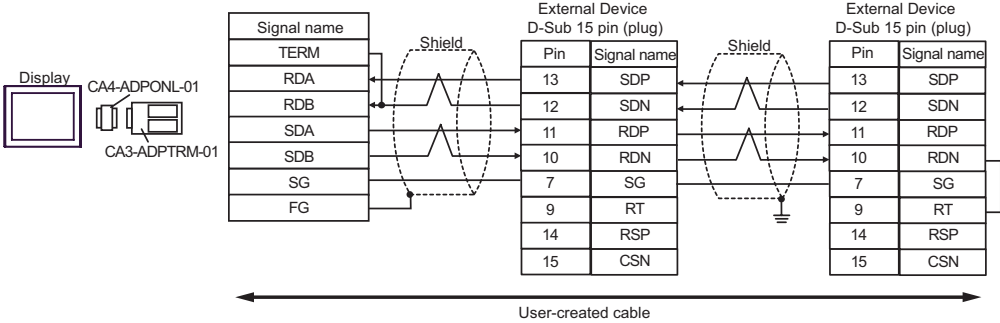 Display
CA4-ADPONL-01
CA3-ADPTRM-01
Signal name
TERM
RDA
RDB
SDA
SDB
SG
FG
Shield
External Device
D-Sub 15 pin (plug)
Pin Signal name
13 SDP
12 SDN
11 RDP
10 RDN
7 SG
9 RT
14 RSP
15 CSN
Shield
External Device
D-Sub 15 pin (plug)
Pin Signal name
13 SDP
12 SDN
11 RDP
10 RDN
7 SG
9 RT
14 RSP
15 CSN
User-created cable